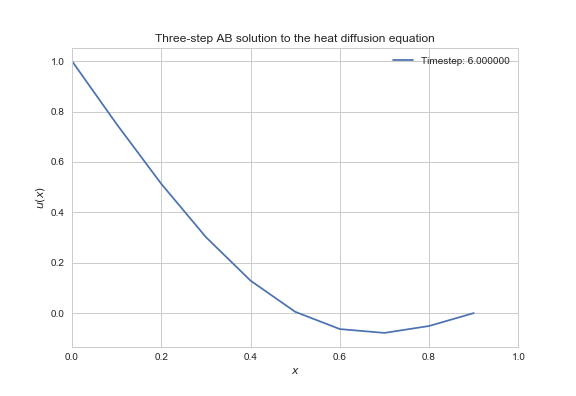 Three-step AB solution to the heat diffusion equation
Timestep: 6.000000
1.0
0.8
0.6
0.4
0.2
0.0
u(x)
0.0 0.2 0.4 0.6 0.8 1.0
x